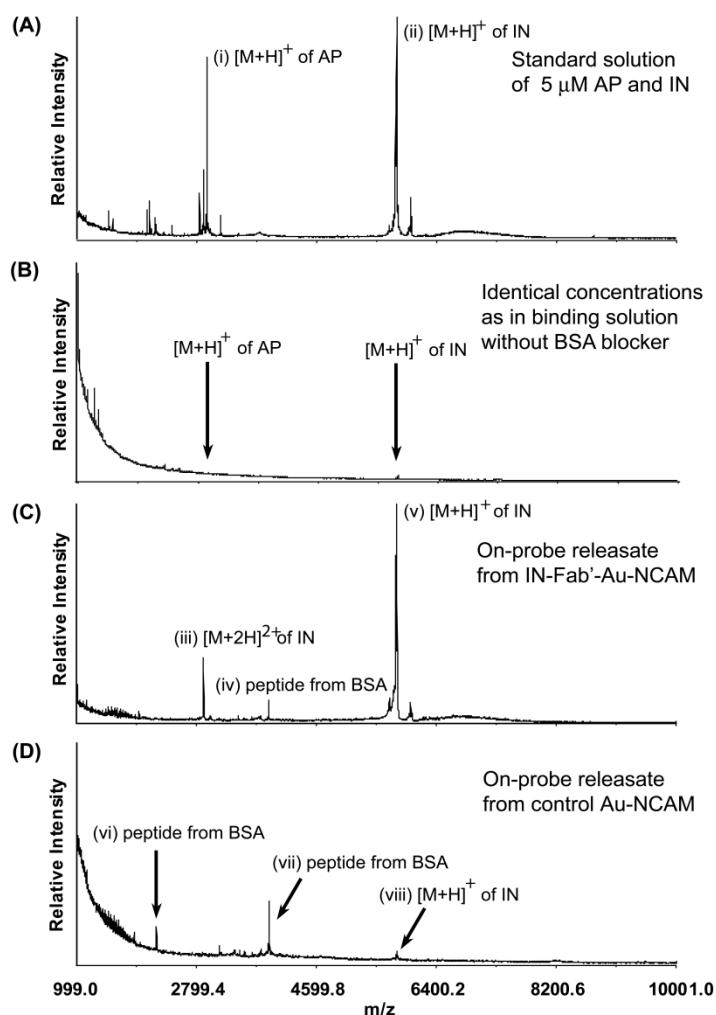 (A)
Relative Intensity
(i) [M+H]⁺ of AP
(ii) [M+H]⁺ of IN
Standard solution
of 5 μM AP and IN
(B)
Relative Intensity
[M+H]⁺ of AP
[M+H]⁺ of IN
Identical concentrations
as in binding solution
without BSA blocker
(C)
Relative Intensity
(iii) [M+2H]²⁺ of IN
(iv) peptide from BSA
(v) [M+H]⁺ of IN
On-probe releasate
from IN-Fab'-Au-NCAM
(D)
Relative Intensity
(vi) peptide from BSA
(vii) peptide from BSA
(viii) [M+H]⁺ of IN
On-probe releasate
from control Au-NCAM
999.0 2799.4 4599.8 6400.2 8200.6 10001.0
m/z